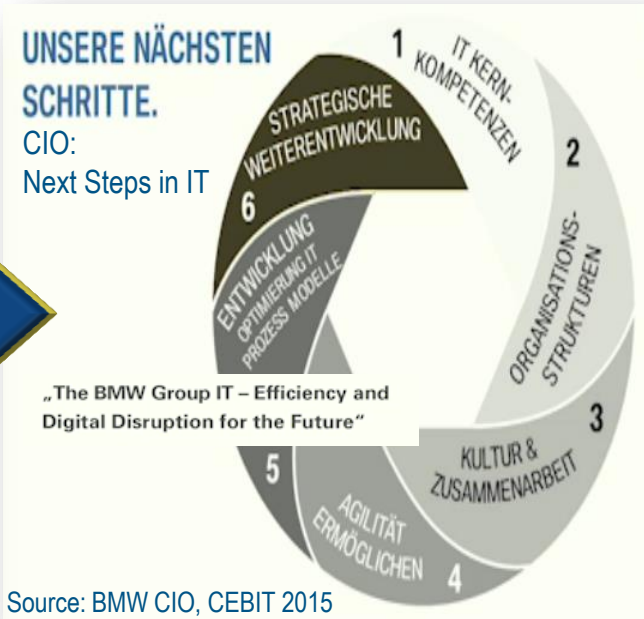 UNSERE NÄCHSTEN
SCHRITTE.
CIO:
Next Steps in IT
1
IT KERN-
KOMPETENZEN
2
ORGANISATIONS-
STRUKTUREN
3
KULTUR &
ZUSAMMENARBEIT
4
AGILITÄT
ERMÖGLICHEN
5
ENTWICKLUNG
OPTIMIERUNG IT
PROZESS MODELLE
6
STRATEGISCHE
WEITERENTWICKLUNG
„The BMW Group IT – Efficiency and
Digital Disruption for the Future“
Source: BMW CIO, CEBIT 2015